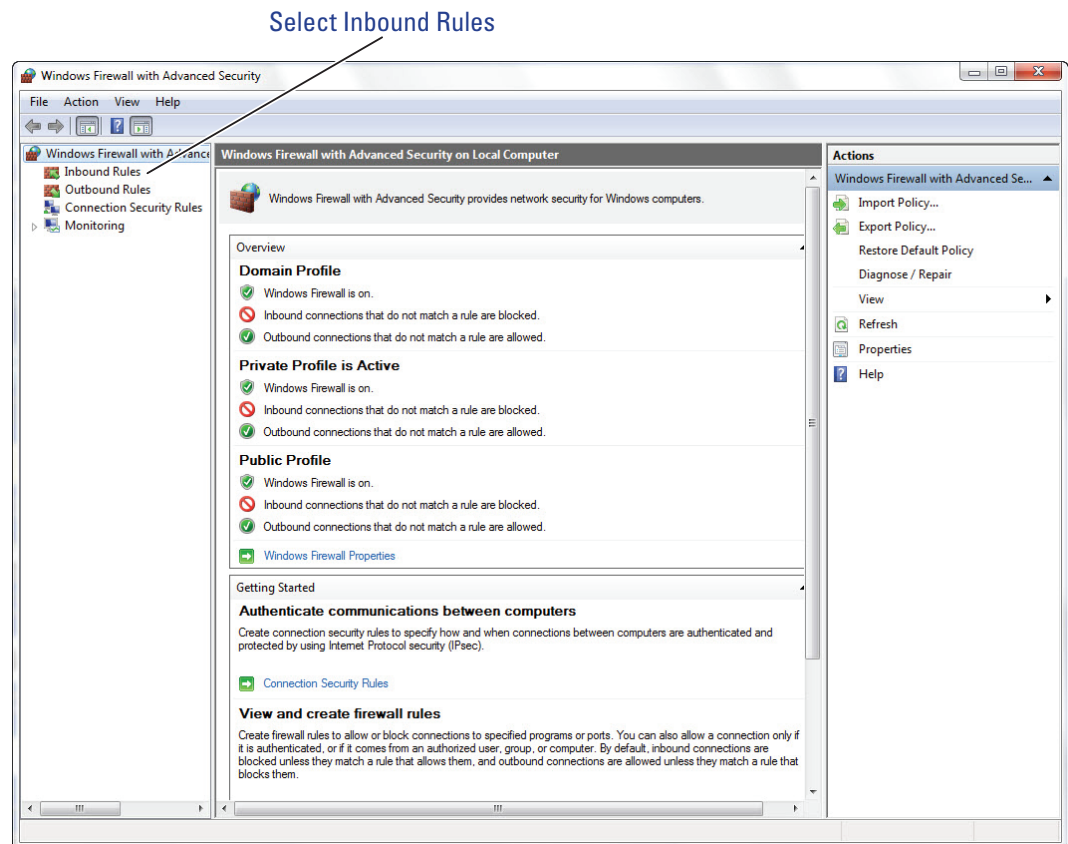 Select Inbound Rules
Windows Firewall with Advanced Security
File Action View Help
Windows Firewall with Advance
Inbound Rules
Outbound Rules
Connection Security Rules
Monitoring
Windows Firewall with Advanced Security on Local Computer
Windows Firewall with Advanced Security provides network security for Windows computers.
Overview
Domain Profile
Windows Firewall is on.
Inbound connections that do not match a rule are blocked.
Outbound connections that do not match a rule are allowed.
Private Profile is Active
Windows Firewall is on.
Inbound connections that do not match a rule are blocked.
Outbound connections that do not match a rule are allowed.
Public Profile
Windows Firewall is on.
Inbound connections that do not match a rule are blocked.
Outbound connections that do not match a rule are allowed.
Windows Firewall Properties
Getting Started
Authenticate communications between computers
Create connection security rules to specify how and when connections between computers are authenticated and
protected by using Internet Protocol security (IPsec).
Connection Security Rules
View and create firewall rules
Create firewall rules to allow or block connections to specified programs or ports. You can also allow a connection only if
it is authenticated, or if it comes from an authorized user, group, or computer. By default, inbound connections are
blocked unless they match a rule that allows them, and outbound connections are allowed unless they match a rule that
blocks them.
Actions
Windows Firewall with Advanced Se...
Import Policy...
Export Policy...
Restore Default Policy
Diagnose / Repair
View
Refresh
Properties
Help